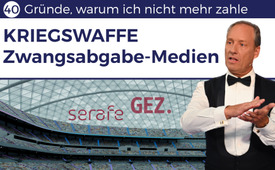 40 Gründe, warum ich nicht mehr zahle
KRIEGSWAFFE
Zwangsabgabe-Medien
serafe GEZ.